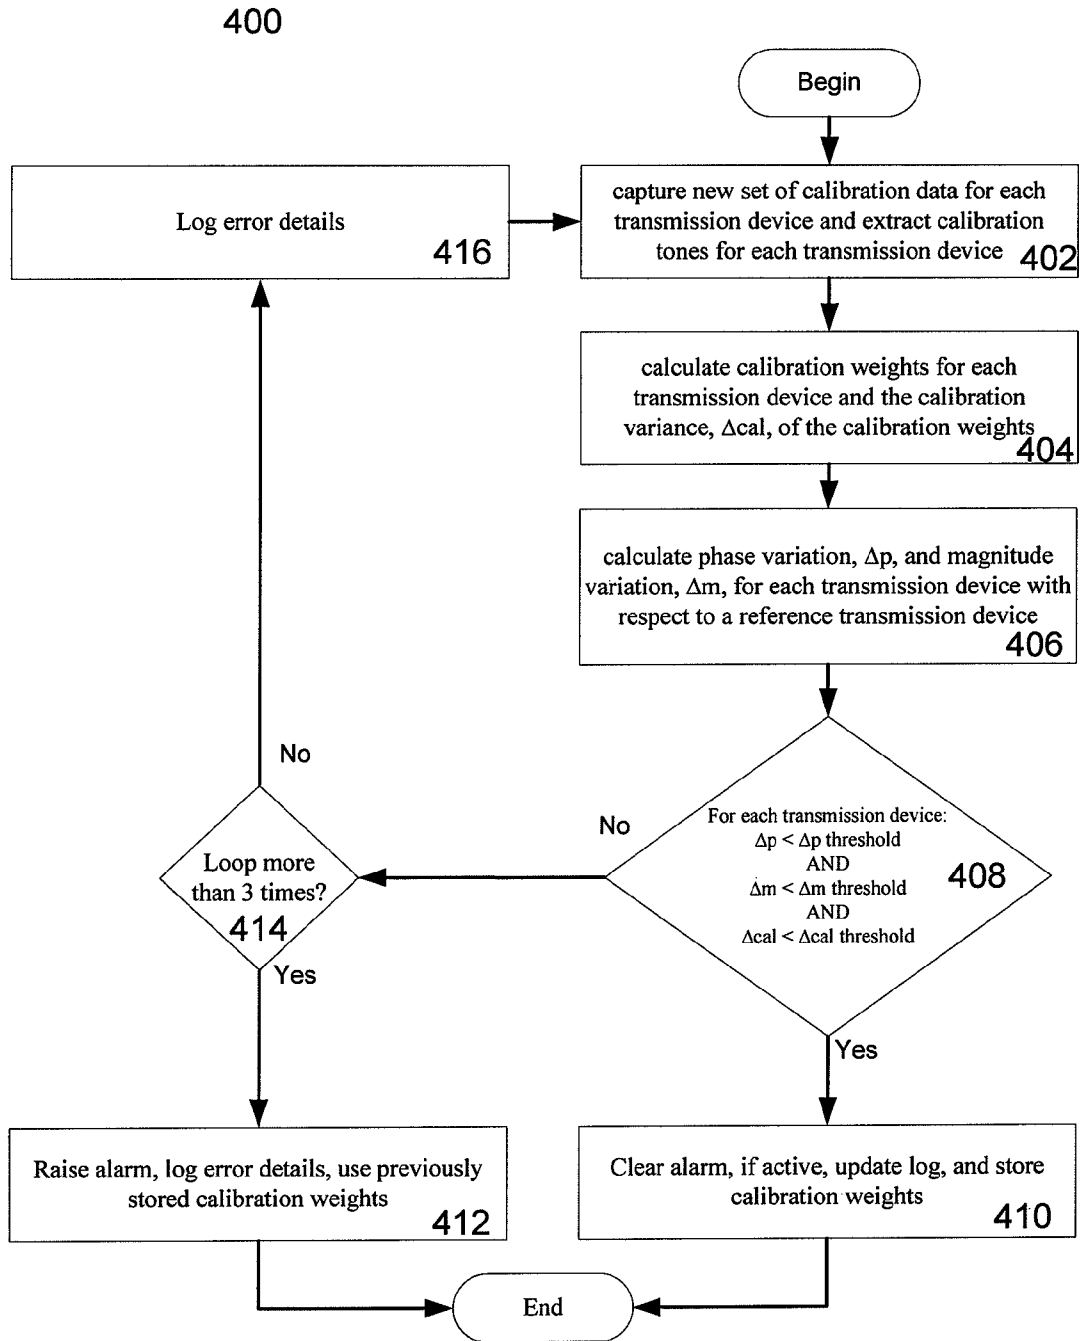 400
Begin
capture new set of calibration data for each
transmission device and extract calibration
tones for each transmission device
402
Log error details
416
calculate calibration weights for each
transmission device and the calibration
variance, Δcal, of the calibration weights
404
calculate phase variation, Δp, and magnitude
variation, Δm, for each transmission device with
respect to a reference transmission device
406
No
For each transmission device:
Δp < Δp threshold
AND
Δm < Δm threshold
AND
Δcal < Δcal threshold
408
No
Loop more
than 3 times?
414
Yes
Yes
Raise alarm, log error details, use previously
stored calibration weights
412
Clear alarm, if active, update log, and store
calibration weights
410
End